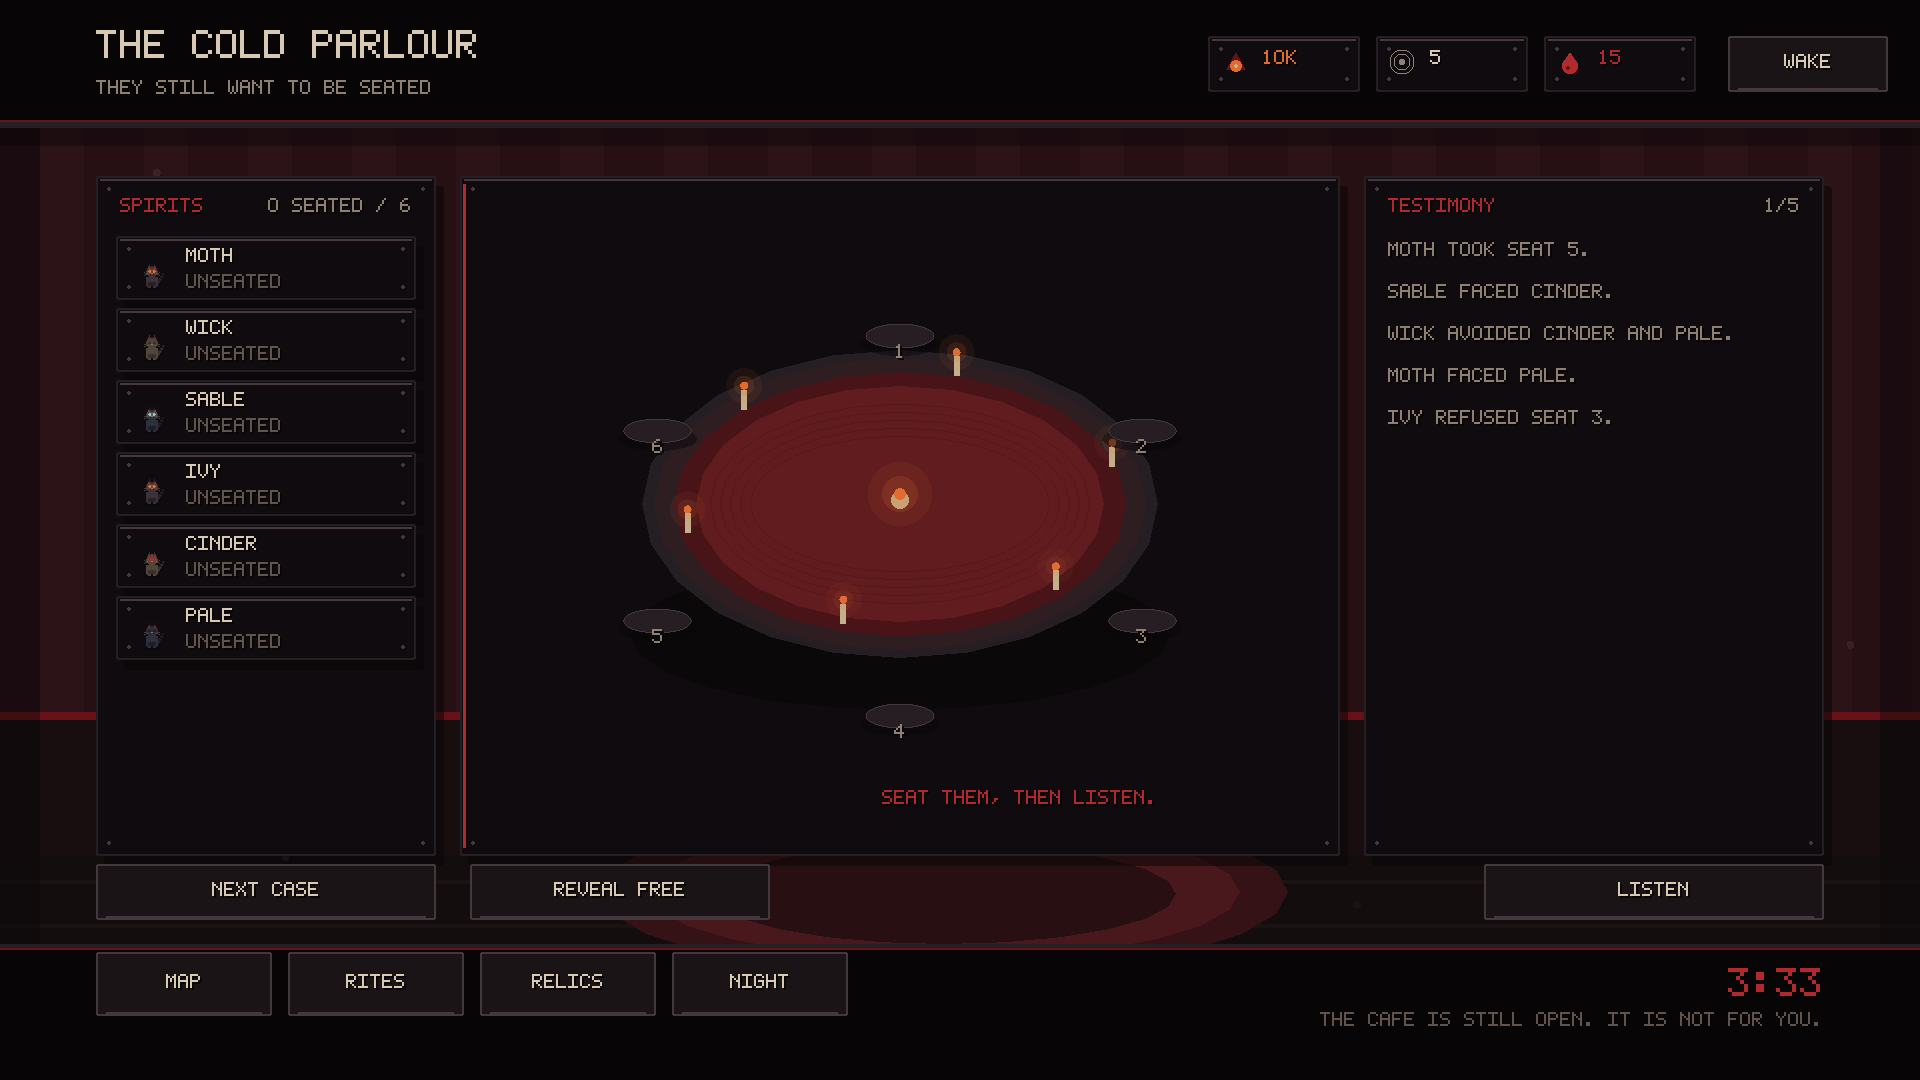 THE COLD PARLOUR
THEY STILL WANT TO BE SEATED
10K
5
15
WAKE
SPIRITS
0 SEATED / 6
MOTH
UNSEATED
WICK
UNSEATED
SABLE
UNSEATED
IVY
UNSEATED
CINDER
UNSEATED
PALE
UNSEATED
1
2
3
4
5
6
SEAT THEM, THEN LISTEN.
TESTIMONY
1/5
MOTH TOOK SEAT 5.
SABLE FACED CINDER.
WICK AVOIDED CINDER AND PALE.
MOTH FACED PALE.
IVY REFUSED SEAT 3.
NEXT CASE
REVEAL FREE
LISTEN
MAP
RITES
RELICS
NIGHT
3:33
THE CAFE IS STILL OPEN. IT IS NOT FOR YOU.